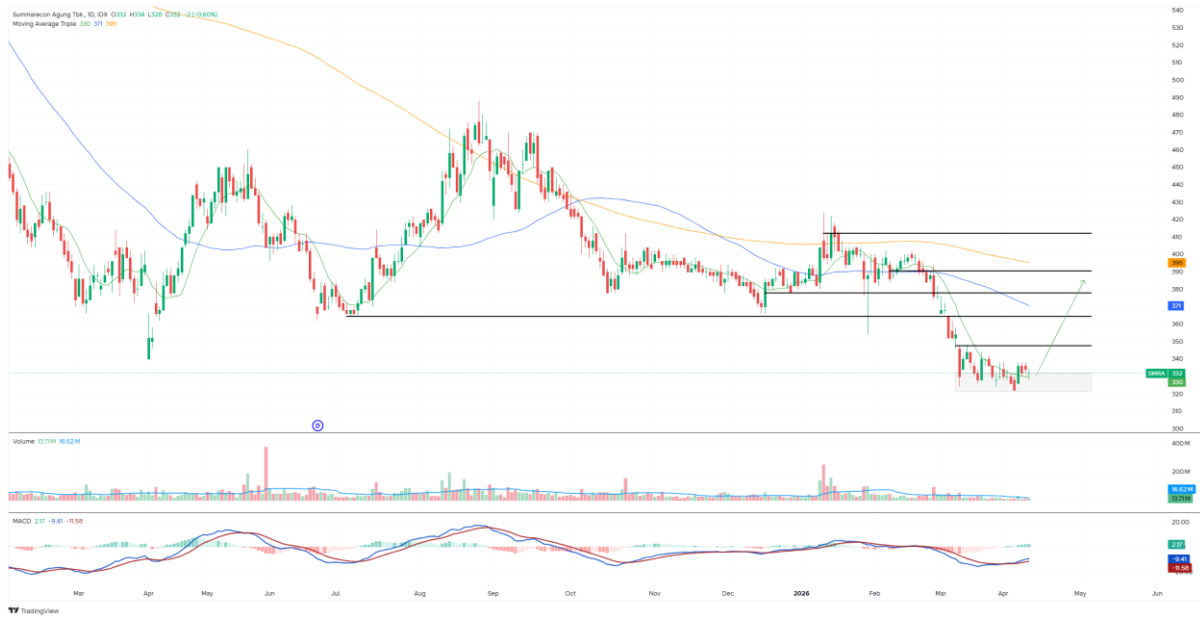 Summarecon Agung Tbk., 1D, IDX O332 H334 L328 C332 -2 (-0.60%)
Moving Average Triple 330 371 395
540
530
520
510
500
490
480
470
460
450
440
430
420
410
400
395
390
380
371
360
350
340
SMRA 332
330
320
310
300
D
Volume 13.71M 16.62M
400M
200M
16.62M
13.71M
MACD 2.17 -9.41 -11.58
20.00
2.17
-9.41
-11.58
Mar Apr May Jun Jul Aug Sep Oct Nov Dec 2026 Feb Mar Apr May Jun
TradingView